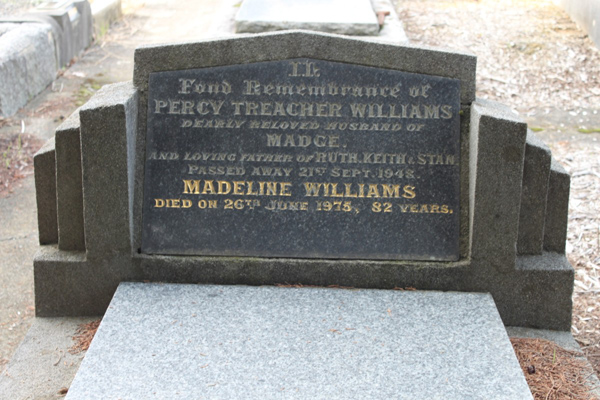 In
Fond Remembrance of
PERCY TREACHER WILLIAMS
DEARLY BELOVED HUSBAND OF
MADGE.
AND LOVING FATHER OF RUTH, KEITH & STAN
PASSED AWAY 21ST SEPT. 1948.
MADELINE WILLIAMS
DIED ON 26TH JUNE 1975, 82 YEARS.